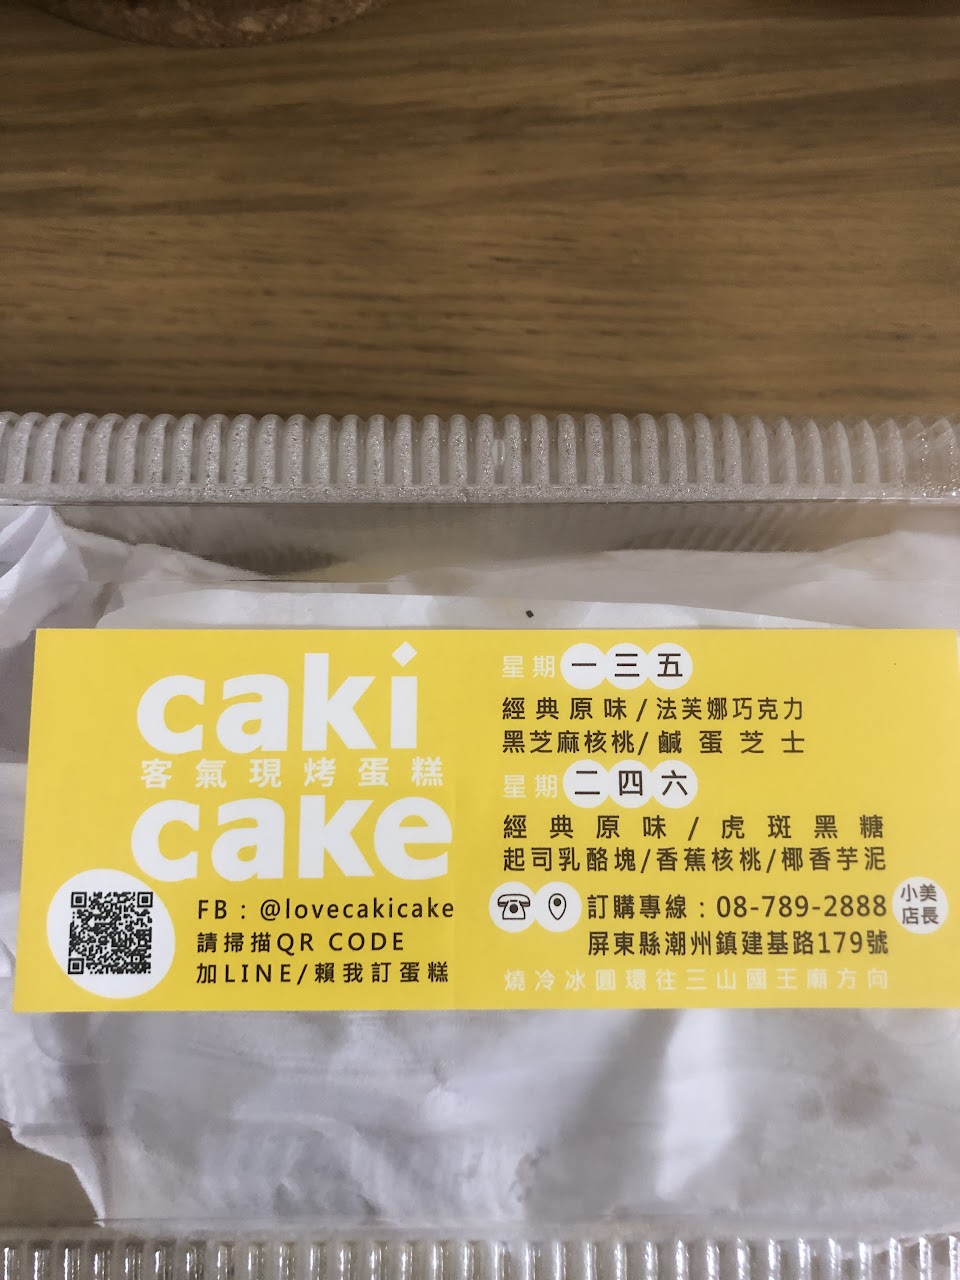 caki
客氣現烤蛋糕
cake
FB : @lovecakicake
請掃描QR CODE
加LINE/賴我訂蛋糕
星期一三五
經典原味/法芙娜巧克力
黑芝麻核桃/鹹蛋芝士
星期二四六
經典原味/虎斑黑糖
起司乳酪塊/香蕉核桃/椰香芋泥
訂購專線：08-789-2888
小美
店長
屏東縣潮州鎮建基路179號
燒冷冰圓環往三山國王廟方向